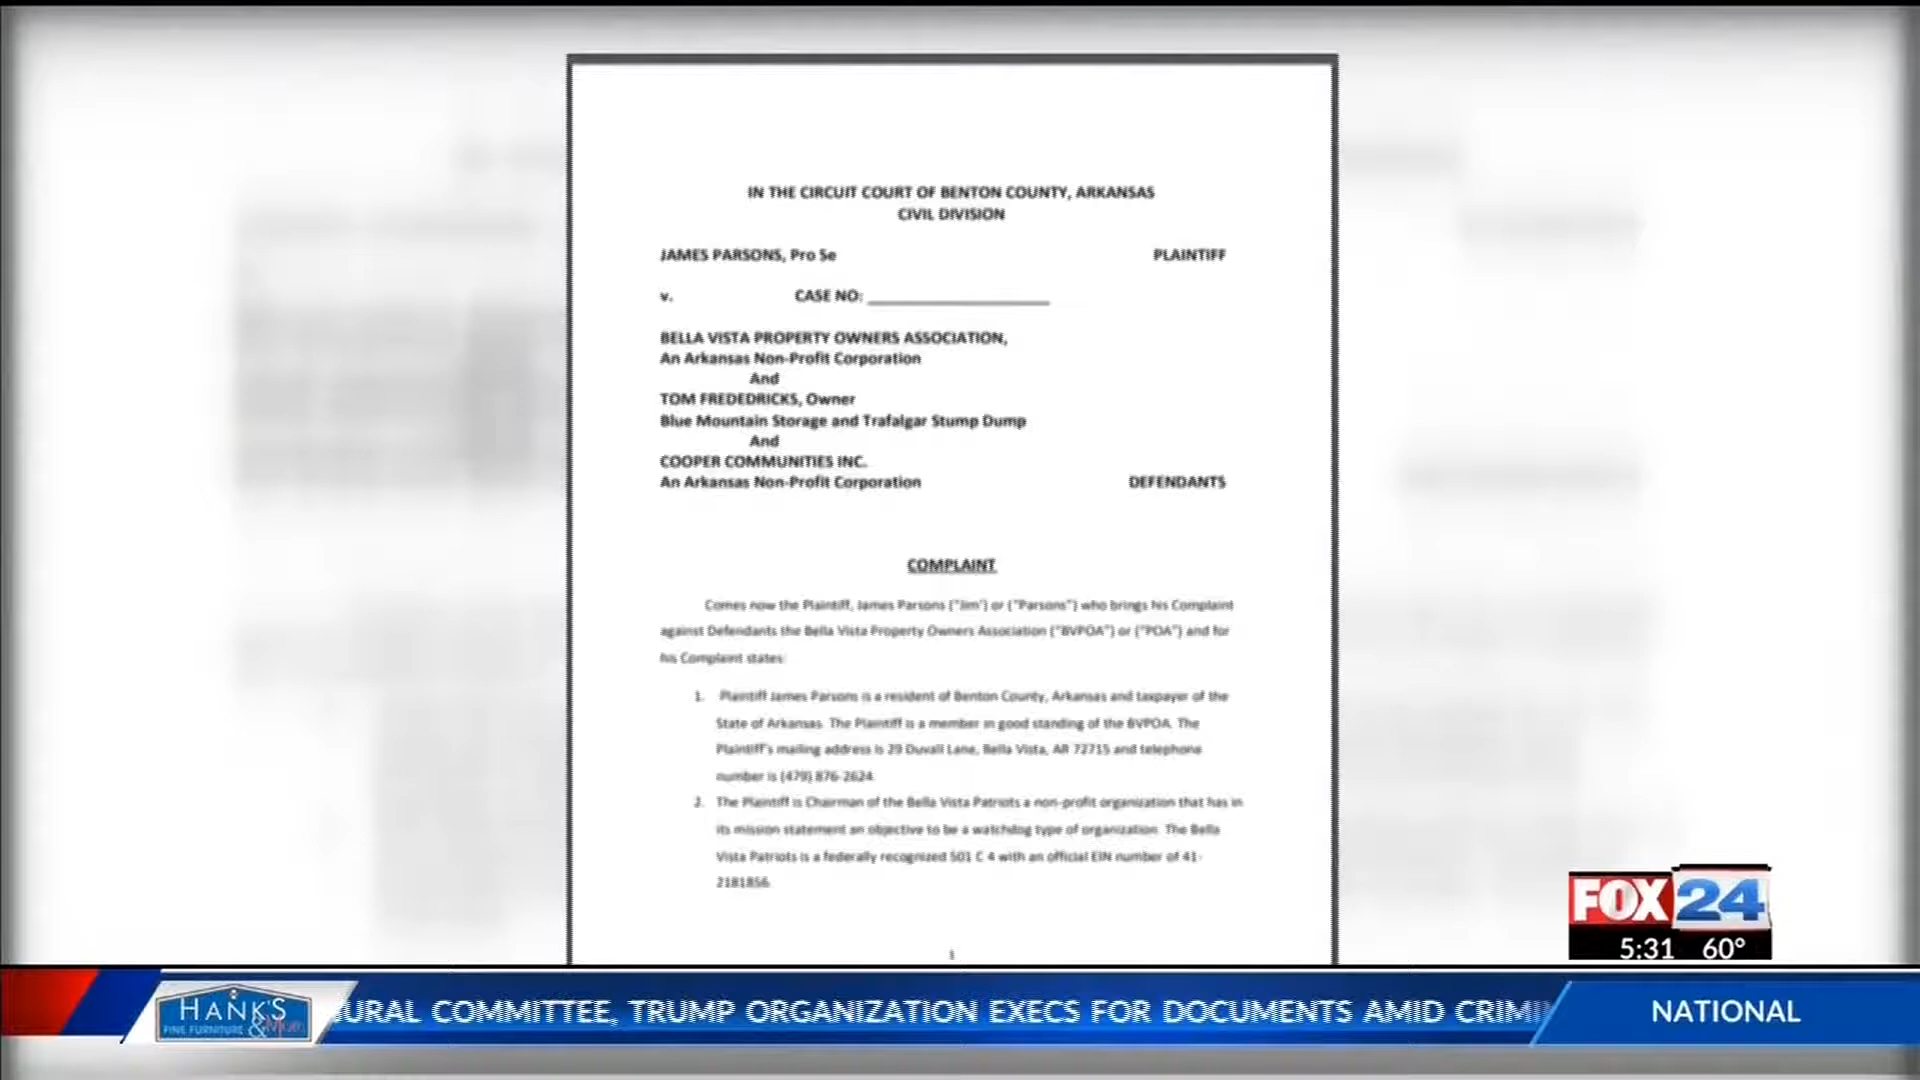 IN THE CIRCUIT COURT OF BENTON COUNTY, ARKANSAS
CIVIL DIVISION
JAMES PARSONS, Pro Se PLAINTIFF
v. CASE NO: ____________________
BELLA VISTA PROPERTY OWNERS ASSOCIATION,
An Arkansas Non-Profit Corporation
And
TOM FREDEDRICKS, Owner
Blue Mountain Storage and Trafalgar Stump Dump
And
COOPER COMMUNITIES INC.
An Arkansas Non-Profit Corporation DEFENDANTS
COMPLAINT
Comes now the Plaintiff, James Parsons ("Jim') or ("Parsons") who brings his Complaint
against Defendants the Bella Vista Property Owners Association ("BVPOA") or ("POA") and for
his Complaint states:
1. Plaintiff James Parsons is a resident of Benton County, Arkansas and taxpayer of the
State of Arkansas. The Plaintiff is a member in good standing of the BVPOA. The
Plaintiff's mailing address is 29 Duvall Lane, Bella Vista, AR 72715 and telephone
number is (479) 876-2624.
2. The Plaintiff is Chairman of the Bella Vista Patriots a non-profit organization that has in
its mission statement an objective to be a watchdog type of organization. The Bella
Vista Patriots is a federally recognized 501 C 4 with an official EIN number of 41-
2181856.
1
FOX 24
5:31 60°
HANK'S
FINE FURNITURE & More
URAL COMMITTEE, TRUMP ORGANIZATION EXECS FOR DOCUMENTS AMID CRIMI
NATIONAL